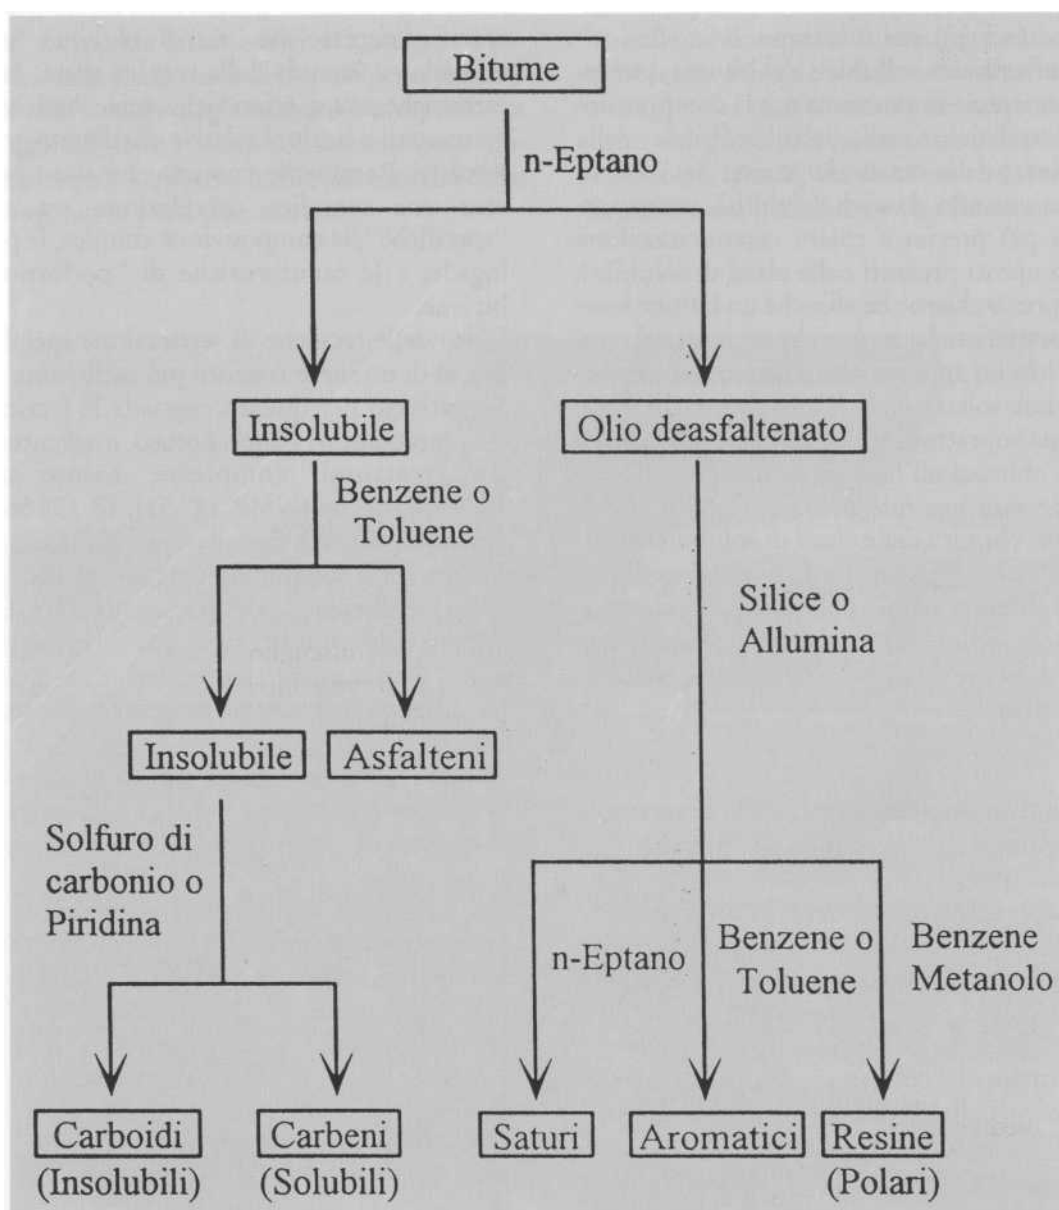 Bitume
n-Eptano
Insolubile
Olio deasfaltenato
Benzene o
Toluene
Silice o
Allumina
Insolubile
Asfalteni
Solfuro di
carbonio o
Piridina
n-Eptano
Benzene o
Toluene
Benzene
Metanolo
Carboidi
(Insolubili)
Carbeni
(Solubili)
Saturi
Aromatici
Resine
(Polari)